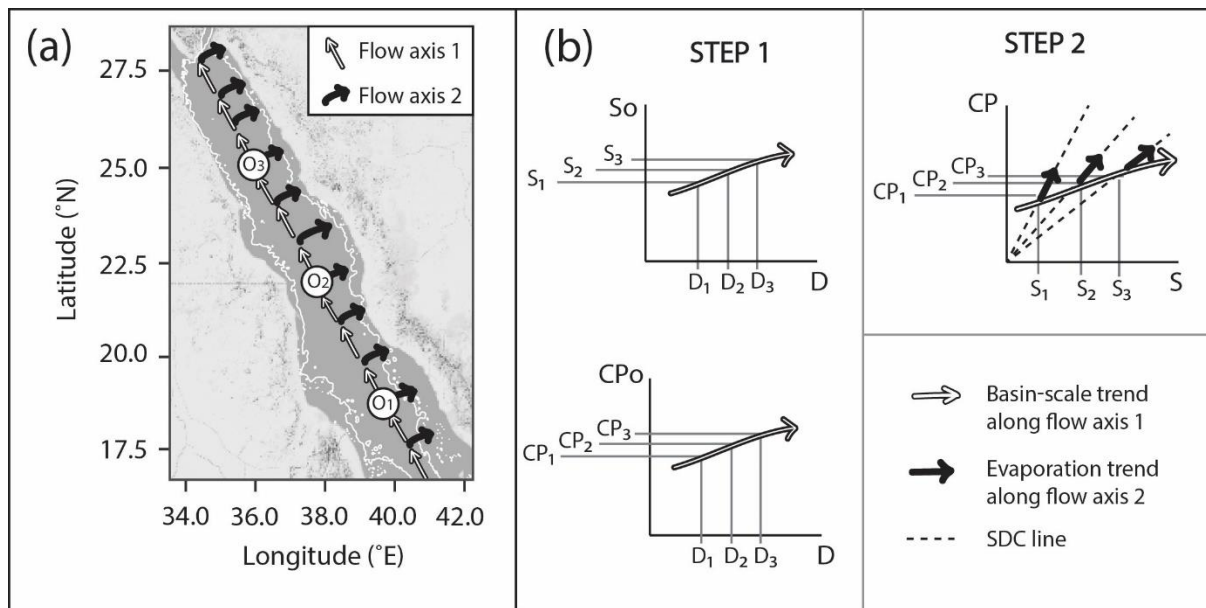 (a)
Flow axis 1
Flow axis 2
27.5
25.0
22.5
20.0
17.5
Latitude (˚N)
O3
O2
O1
34.0 36.0 38.0 40.0 42.0
Longitude (˚E)
(b)
STEP 1
So
S3
S2
S1
D1 D2 D3 D
CPo
CP3
CP2
CP1
D1 D2 D3 D
STEP 2
CP
CP3
CP2
CP1
S1 S2 S3 S
Basin-scale trend
along flow axis 1
Evaporation trend
along flow axis 2
SDC line